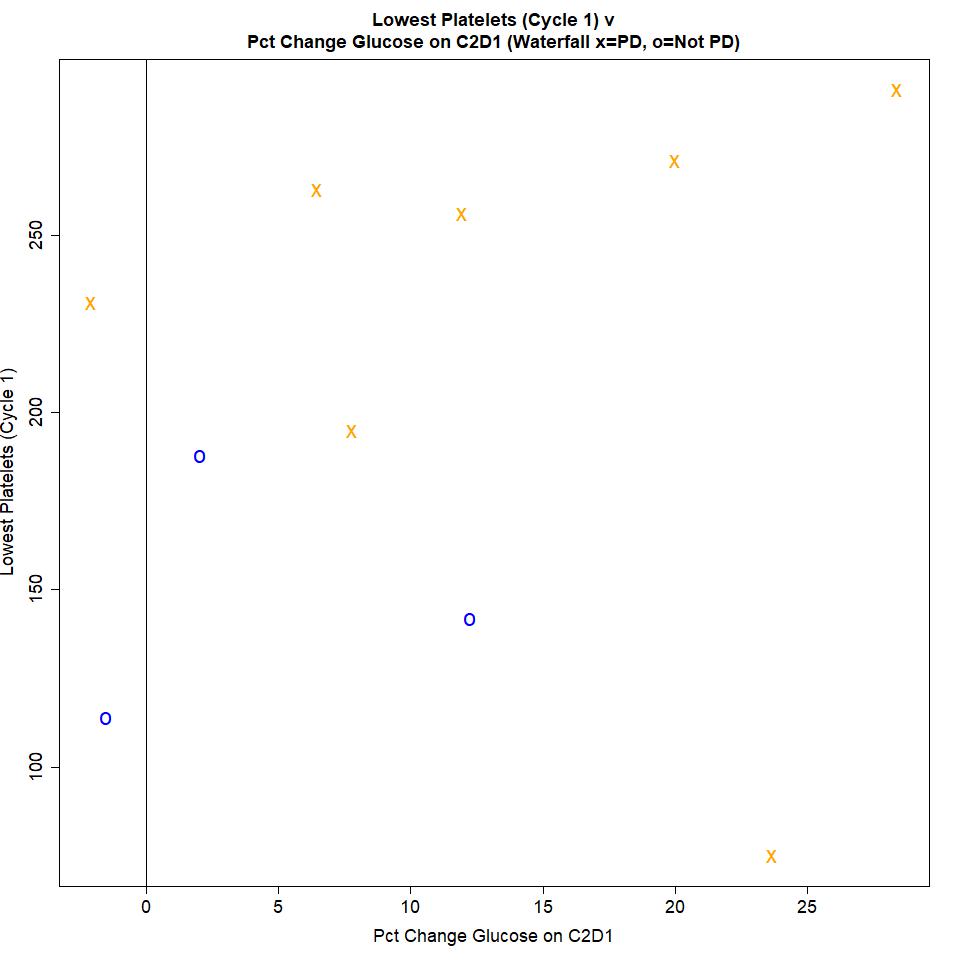 Lowest Platelets (Cycle 1) v
Pct Change Glucose on C2D1 (Waterfall x=PD, o=Not PD)
Lowest Platelets (Cycle 1)
250
200
150
100
X
X
X
X
X
X
O
O
O
X
0
5
10
15
20
25
Pct Change Glucose on C2D1